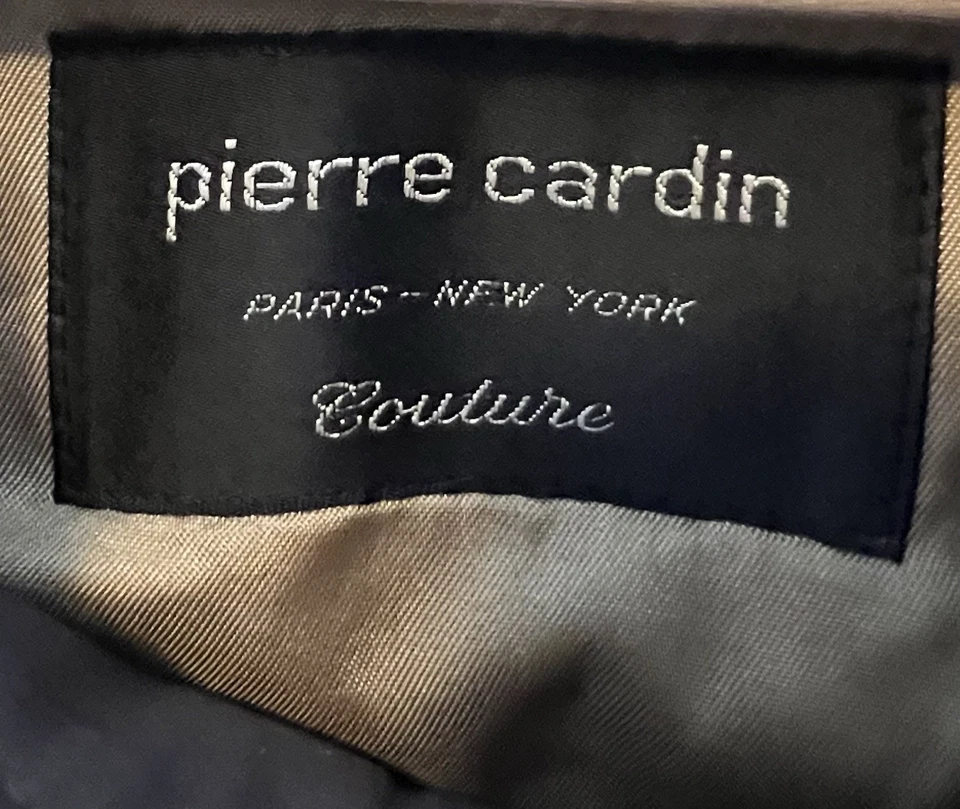 pierre cardin
PARIS - NEW YORK
Couture